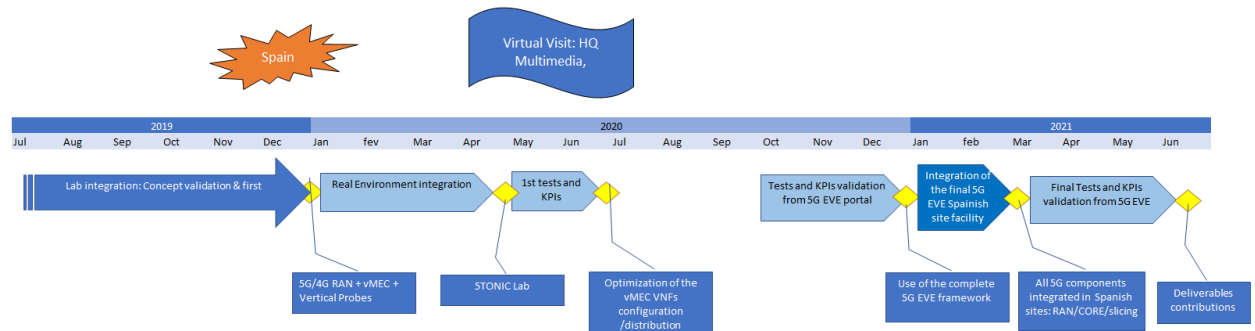 Spain
Virtual Visit: HQ
Multimedia,
2019 2020 2021
Jul Aug Sep Oct Nov Dec Jan fev Mar Apr May Jun Jul Aug Sep Oct Nov Dec Jan feb Mar Apr May Jun
Lab integration: Concept validation & first
Real Environment integration
1st tests and
KPIs
Tests and KPIs validation
from 5G EVE portal
Integration of
the final 5G
EVE Spainish
site facility
Final Tests and KPIs
validation from 5G EVE
5G/4G RAN + vMEC +
Vertical Probes
5TONIC Lab
Optimization of the
vMEC VNFs
configuration
/distribution
Use of the complete
5G EVE framework
All 5G components
integrated in Spanish
sites: RAN/CORE/slicing
Deliverables
contributions